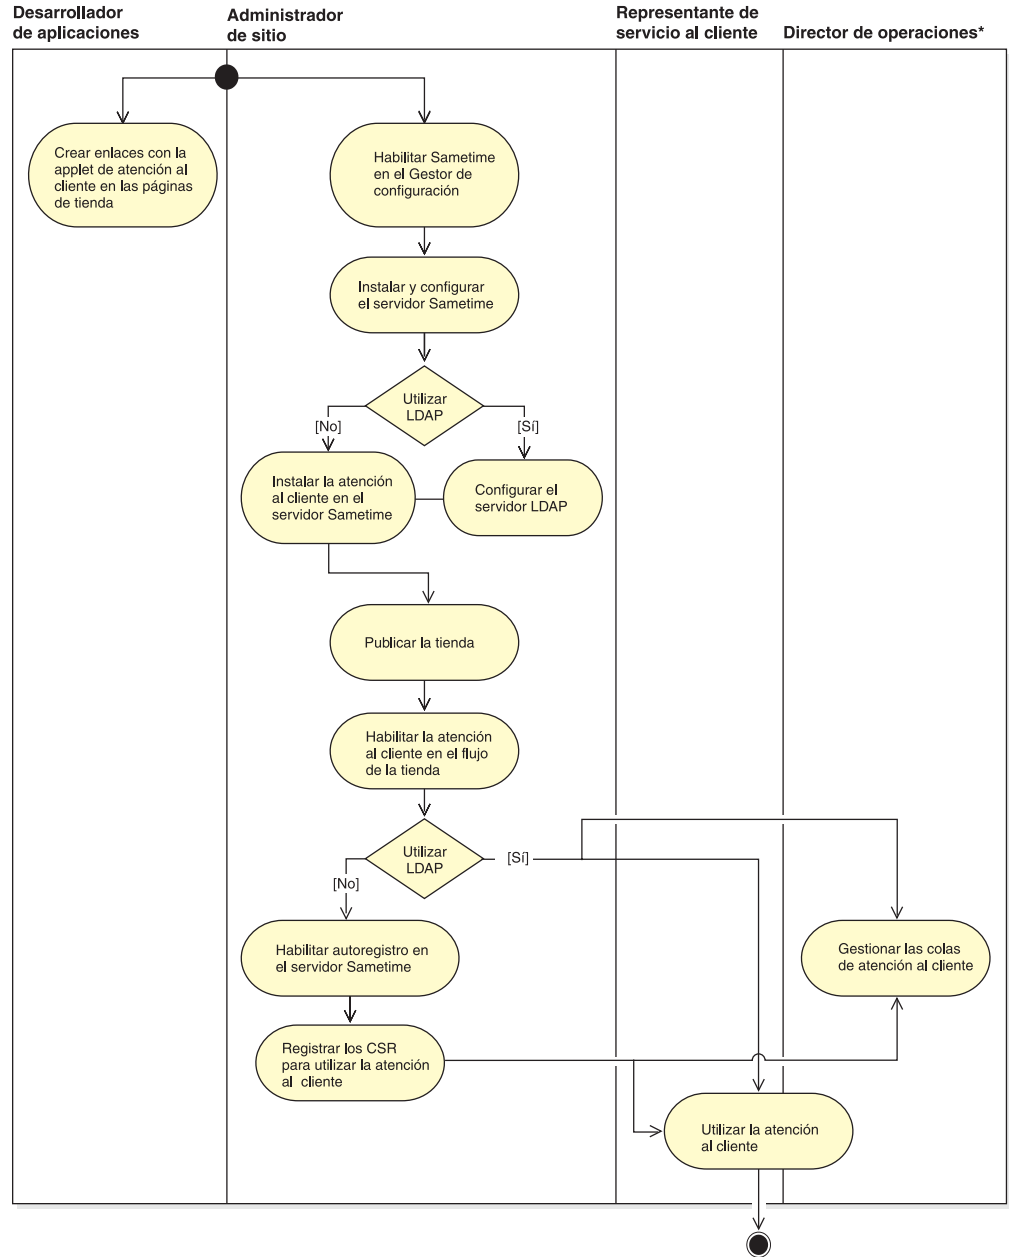 Desarrollador
de aplicaciones
Administrador
de sitio
Representante de
servicio al cliente
Director de operaciones*
Crear enlaces con la
applet de atención al
cliente en las páginas
de tienda
Habilitar Sametime
en el Gestor de
configuración
Instalar y configurar
el servidor Sametime
Utilizar
LDAP
[No]
[Sí]
Instalar la atención
al cliente en el
servidor Sametime
Configurar el
servidor LDAP
Publicar la tienda
Habilitar la atención
al cliente en el flujo
de la tienda
Utilizar
LDAP
[Sí]
[No]
Habilitar autoregistro en
el servidor Sametime
Gestionar las colas
de atención al cliente
Registrar los CSR
para utilizar la atención
al cliente
Utilizar la atención
al cliente